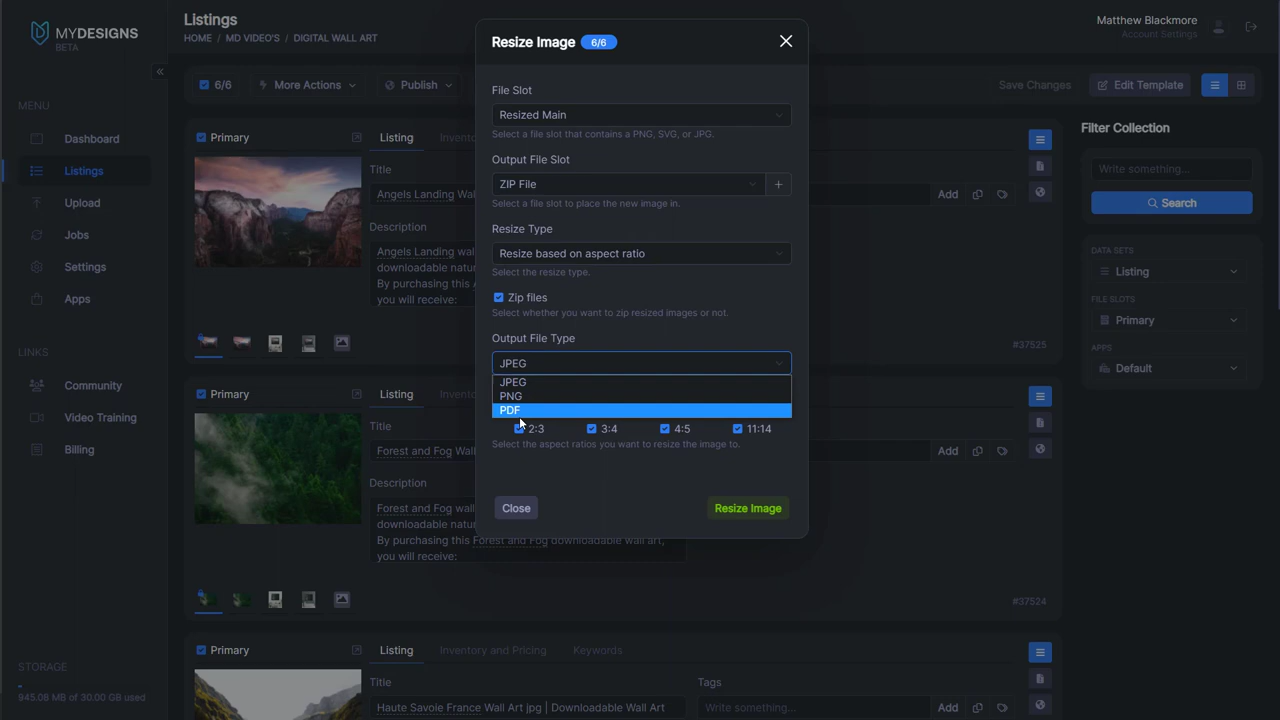 MYDESIGNS
BETA
Listings
HOME / MD VIDEO'S / DIGITAL WALL ART
Matthew Blackmore
Account Settings
MENU
Dashboard
Listings
Upload
Jobs
Settings
Apps
LINKS
Community
Video Training
Billing
STORAGE
945.08 MB of 30.00 GB used
6/6
More Actions
Publish
Save Changes
Edit Template
Resize Image 6/6
File Slot
Resized Main
Select a file slot that contains a PNG, SVG, or JPG.
Output File Slot
ZIP File
+
Select a file slot to place the new image in.
Resize Type
Resize based on aspect ratio
Select the resize type.
Zip files
Select whether you want to zip resized images or not.
Output File Type
JPEG
JPEG
PNG
PDF
2:3 3:4 4:5 11:14
Select the aspect ratios you want to resize the image to.
Close
Resize Image
Primary
Listing
Title
Angels Landing
Description
Angels Landing wal
downloadable natur
By purchasing this
you will receive:
Add
#37525
Primary
Listing
Title
Forest and Fog Wall
Description
Forest and Fog wall
downloadable natur
By purchasing this Forest and Fog downloadable wall art,
you will receive:
Add
#37524
Primary
Listing
Inventory and Pricing
Keywords
Title
Haute Savoie France Wall Art jpg | Downloadable Wall Art
Tags
Write something...
Add
Filter Collection
Write something...
Search
DATA SETS
Listing
FILE SLOTS
Primary
APPS
Default